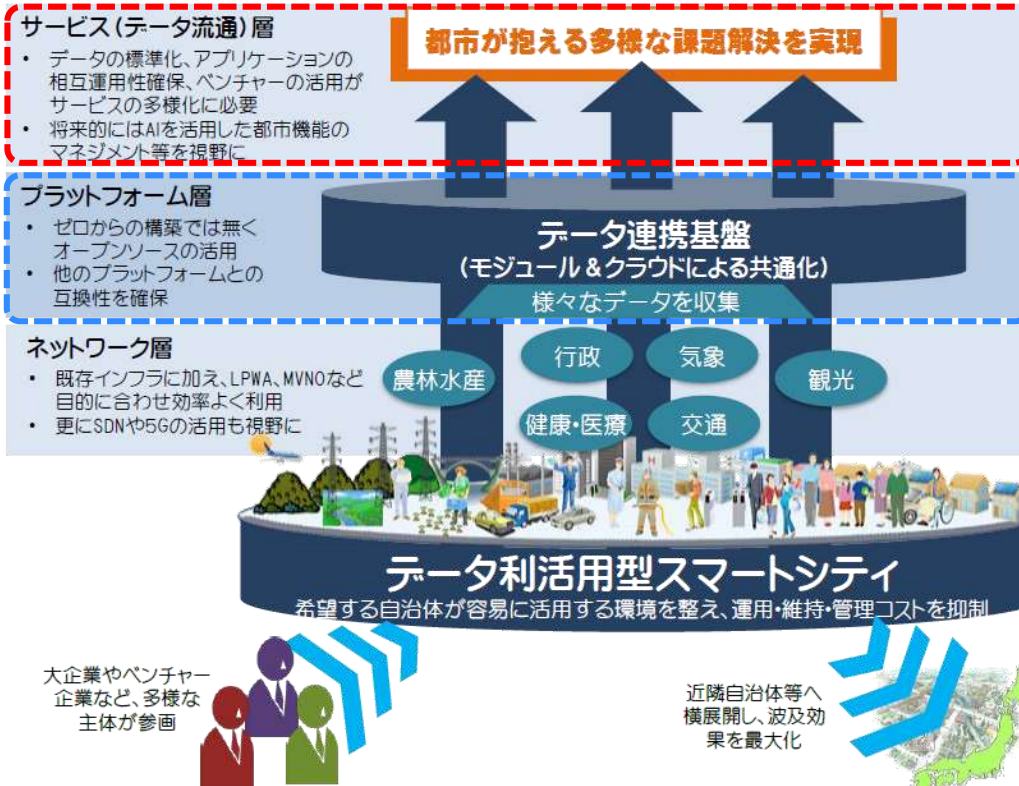 サービス(データ流通)層
• データの標準化、アプリケーションの
相互運用性確保、ベンチャーの活用が
サービスの多様化に必要
• 将来的にはAIを活用した都市機能の
マネジメント等を視野に
都市が抱える多様な課題解決を実現
プラットフォーム層
• ゼロからの構築では無く
オープンソースの活用
• 他のプラットフォームとの
互換性を確保
データ連携基盤
(モジュール&クラウドによる共通化)
様々なデータを収集
ネットワーク層
• 既存インフラに加え、LPWA、MVNOなど
目的に合わせ効率よく利用
• 更にSDNや5Gの活用も視野に
農林水産
行政
気象
観光
健康・医療
交通
データ利活用型スマートシティ
希望する自治体が容易に活用する環境を整え、運用・維持・管理コストを抑制
大企業やベンチャー
企業など、多様な
主体が参画
近隣自治体等へ
横展開し、波及効
果を最大化